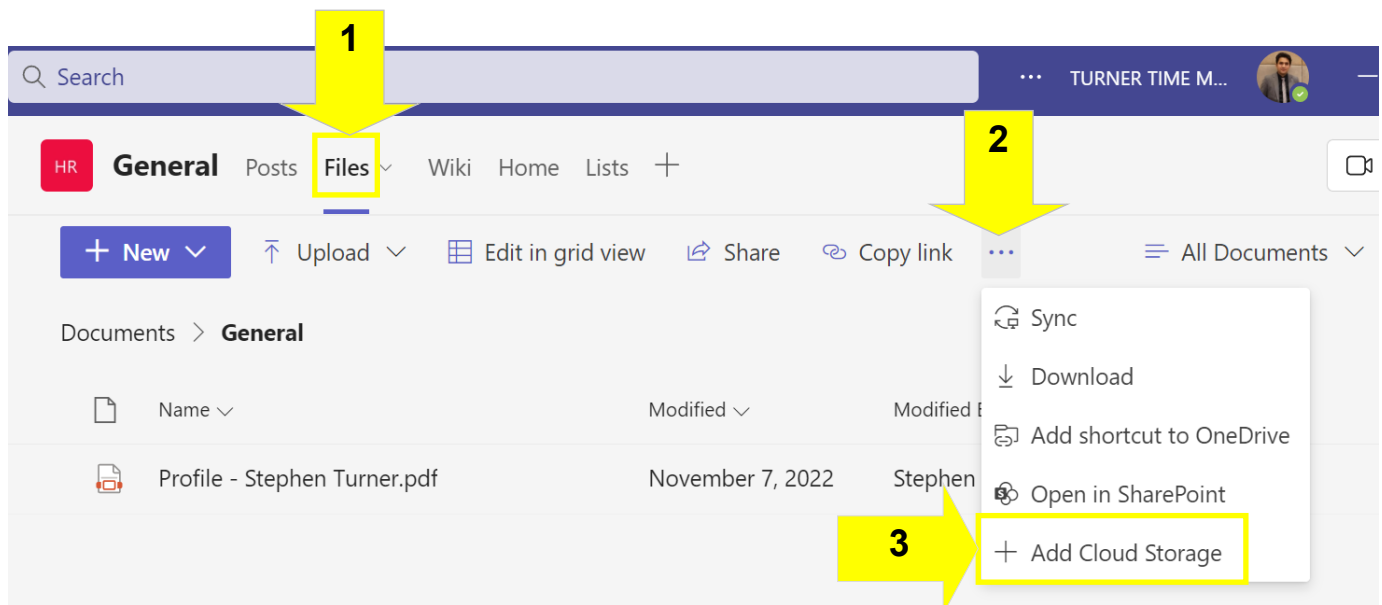 1
Search
... TURNER TIME M...
2
HR General Posts Files Wiki Home Lists +
+ New Upload Edit in grid view Share Copy link ... All Documents
Sync
Documents > General
Download
Name Modified Modified
Add shortcut to OneDrive
Profile - Stephen Turner.pdf November 7, 2022 Stephen
Open in SharePoint
3
+ Add Cloud Storage